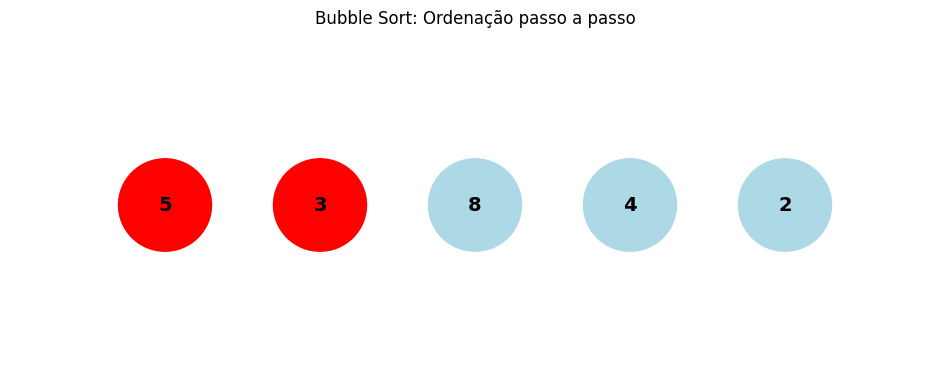 Bubble Sort: Ordenação passo a passo
5 3 8 4 2